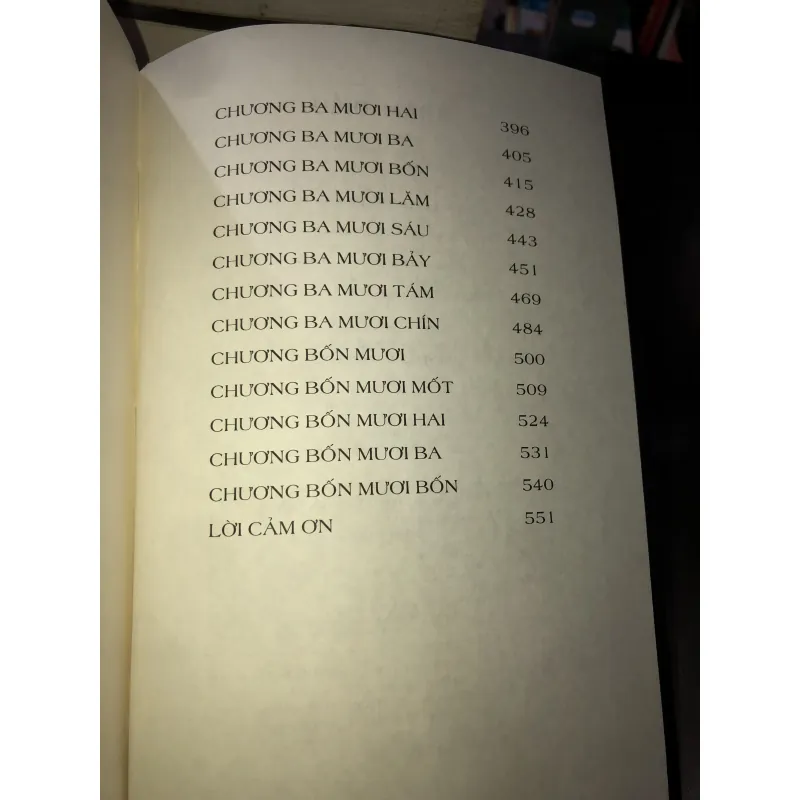 CHƯƠNG BA MƯƠI HAI 396
CHƯƠNG BA MƯƠI BA 405
CHƯƠNG BA MƯƠI BỐN 415
CHƯƠNG BA MƯƠI LĂM 428
CHƯƠNG BA MƯƠI SÁU 443
CHƯƠNG BA MƯƠI BẢY 451
CHƯƠNG BA MƯƠI TÁM 469
CHƯƠNG BA MƯƠI CHÍN 484
CHƯƠNG BỐN MƯƠI 500
CHƯƠNG BỐN MƯƠI MỐT 509
CHƯƠNG BỐN MƯƠI HAI 524
CHƯƠNG BỐN MƯƠI BA 531
CHƯƠNG BỐN MƯƠI BỐN 540
LỜI CẢM ƠN 551